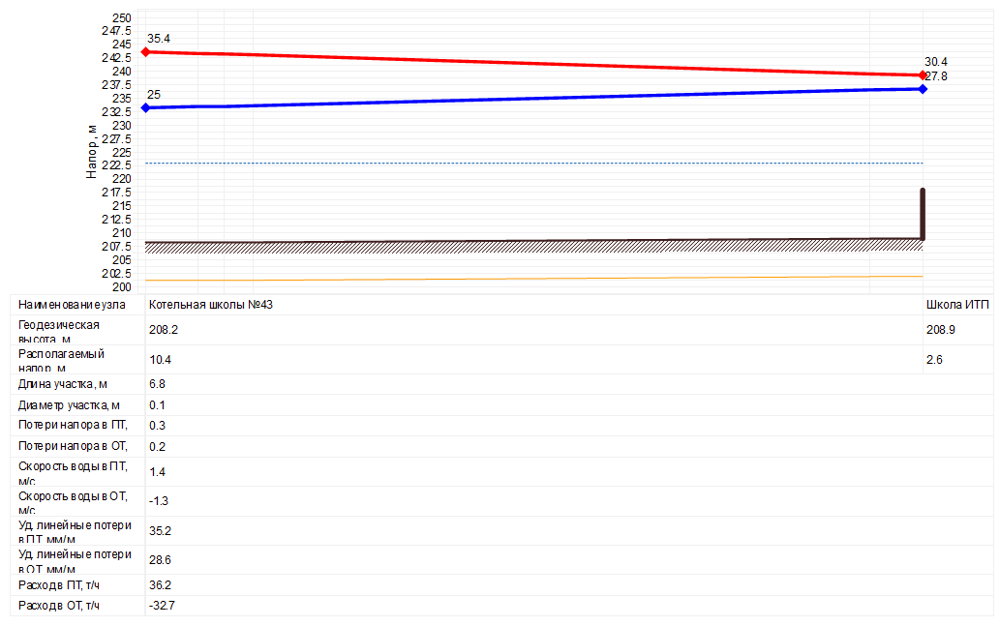 250
247.5
245
242.5
240
237.5
235
232.5
230
227.5
225
222.5
220
217.5
215
212.5
210
207.5
205
202.5
200
Напор, м
35.4
25
30.4
27.8
Наименование узла Котельная школы №43 Школа ИТП
Геодезическая
высота, м
208.2 208.9
Располагаемый
напор, м
10.4 2.6
Длина участка, м 6.8
Диаметр участка, м 0.1
Потери напора в ПТ, 0.3
Потери напора в ОТ, 0.2
Скорость воды в ПТ,
м/с
1.4
Скорость воды в ОТ,
м/с
-1.3
Уд. линейные потери
в ПТ, мм/м
35.2
Уд. линейные потери
в ОТ, мм/м
28.6
Расход в ПТ, т/ч 36.2
Расход в ОТ, т/ч -32.7